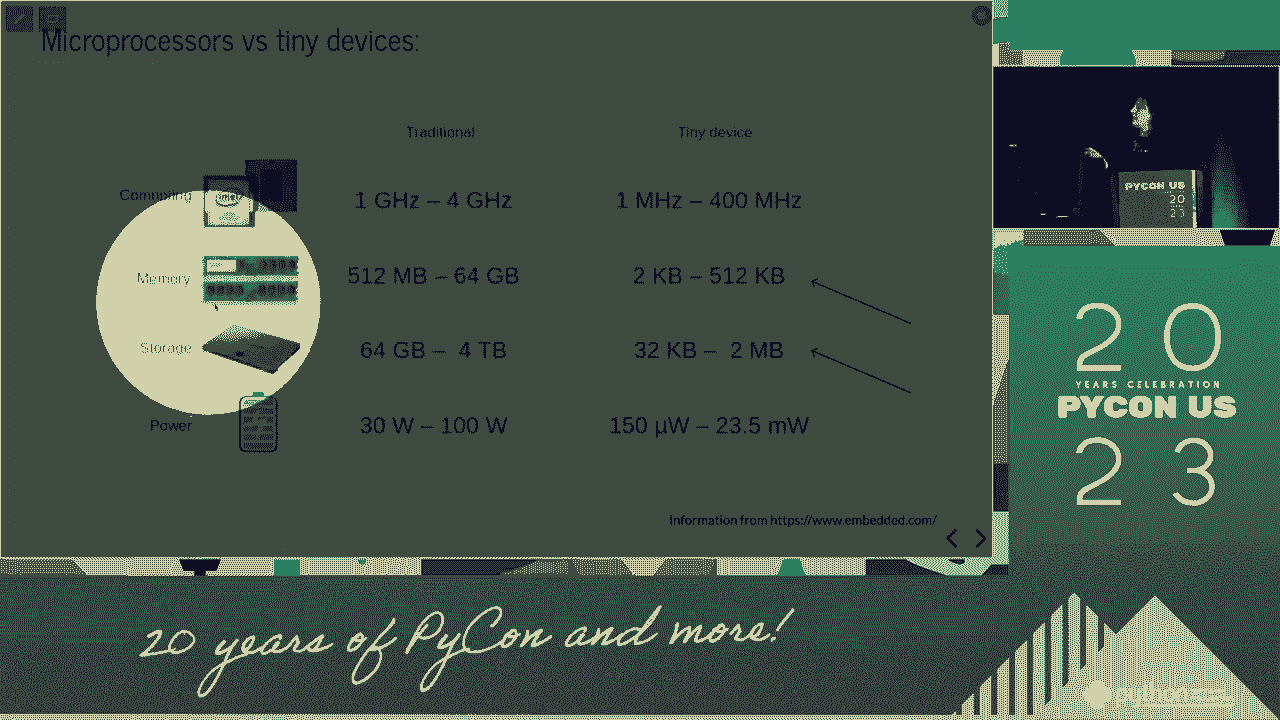 Microprocessors vs tiny devices:
Traditional Tiny device
Computing 1 GHz – 4 GHz 1 MHz – 400 MHz
Memory 512 MB – 64 GB 2 KB – 512 KB
Storage 64 GB – 4 TB 32 KB – 2 MB
Power 30 W – 100 W 150 µW – 23.5 mW
Information from https://www.embedded.com/
PYCON US
20
23
20
YEARS CELEBRATION
PYCON US
23
20 years of PyCon and more!